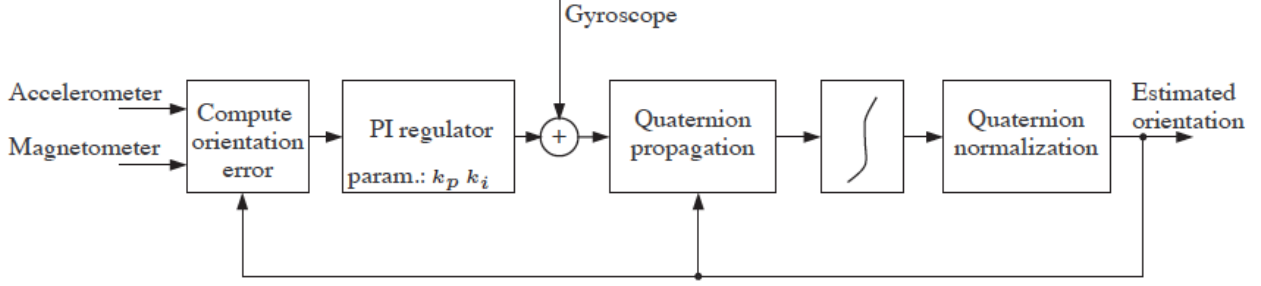 Gyroscope
Accelerometer
Magnetometer
Compute
orientation
error
PI regulator
param.: kₚ kᵢ
+
Quaternion
propagation
∫
Quaternion
normalization
Estimated
orientation